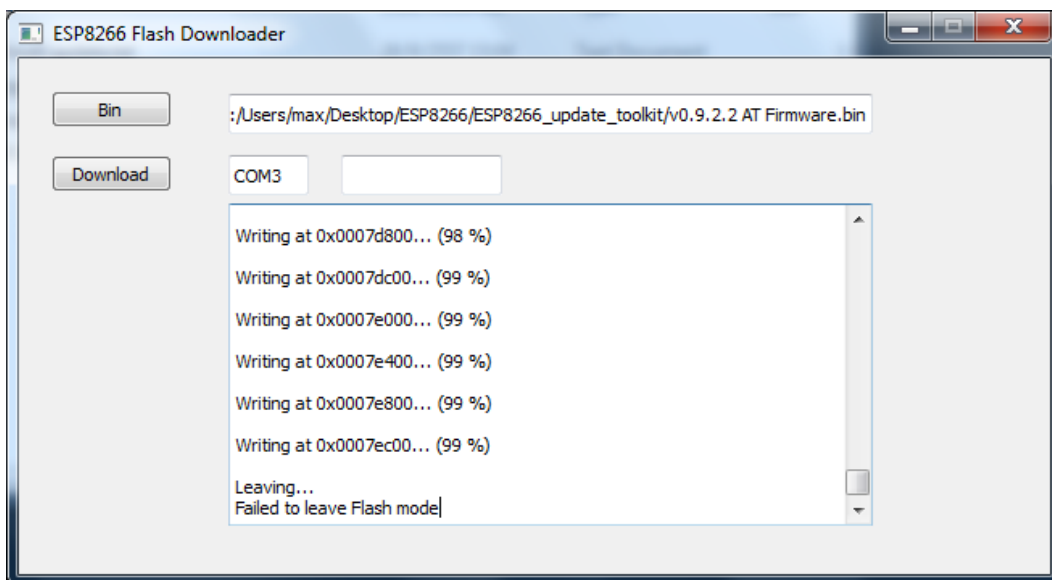 ESP8266 Flash Downloader
Bin
:/Users/max/Desktop/ESP8266/ESP8266_update_toolkit/v0.9.2.2 AT Firmware.bin
Download
COM3
Writing at 0x0007d800... (98 %)
Writing at 0x0007dc00... (99 %)
Writing at 0x0007e000... (99 %)
Writing at 0x0007e400... (99 %)
Writing at 0x0007e800... (99 %)
Writing at 0x0007ec00... (99 %)
Leaving...
Failed to leave Flash mode